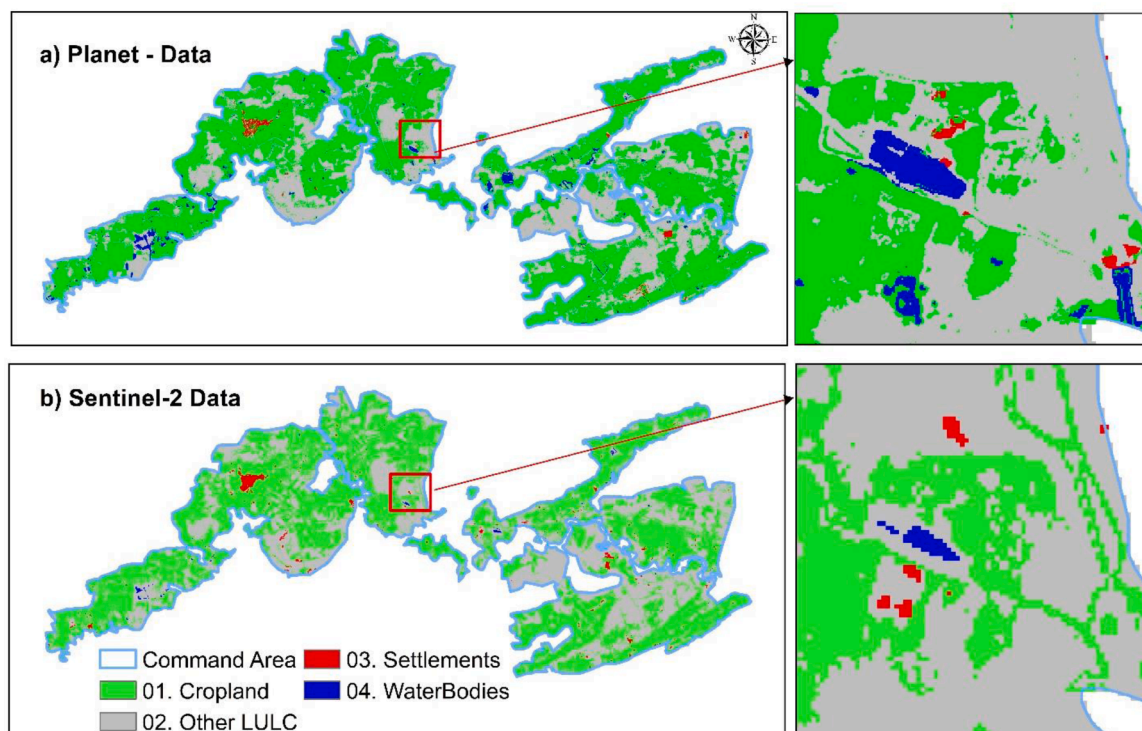 a) Planet - Data
N
W E
S
b) Sentinel-2 Data
Command Area
03. Settlements
01. Cropland
04. WaterBodies
02. Other LULC